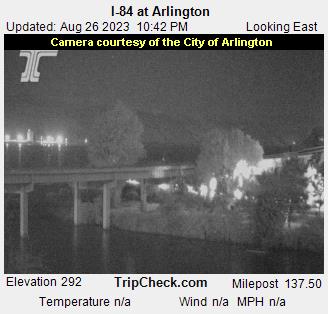 I-84 at Arlington
Updated: Aug 26 2023 10:42 PM Looking East
Camera courtesy of the City of Arlington
Elevation 292 TripCheck.com Milepost 137.50
Temperature n/a Wind n/a MPH n/a